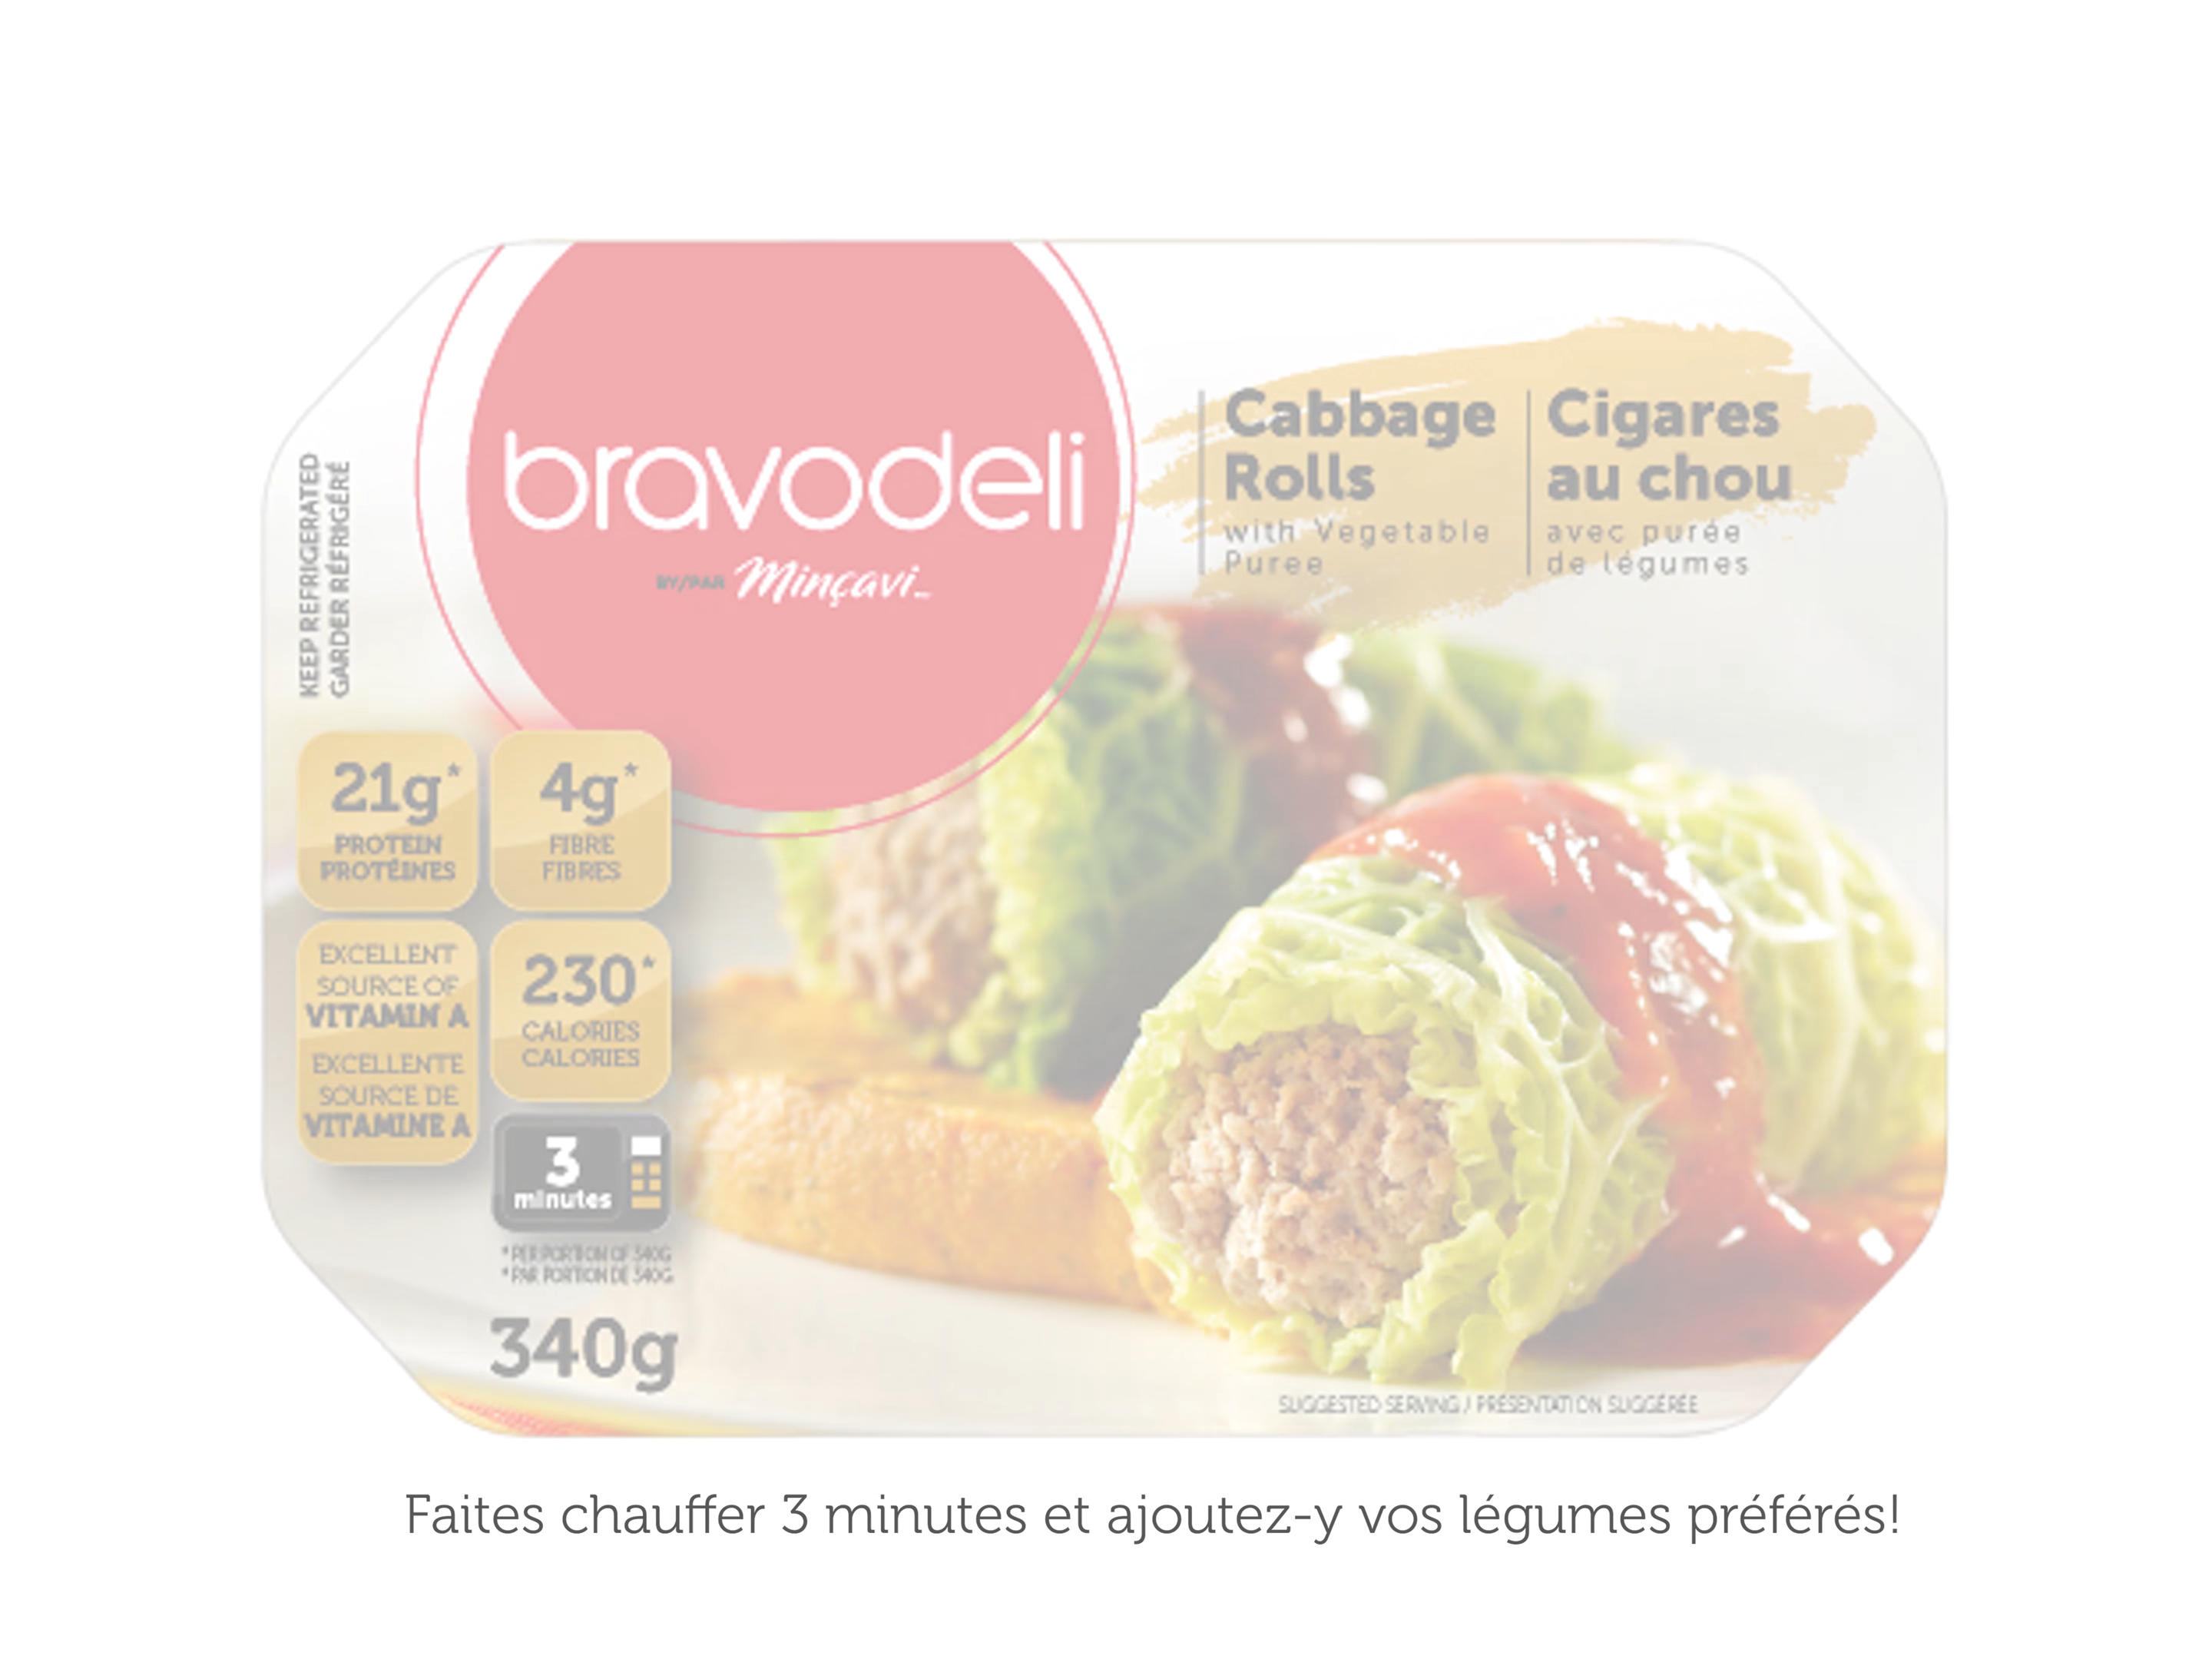 bravodeli
BY/PAR Minçavi
Cabbage
Rolls
with Vegetable
Puree
Cigares
au chou
avec purée
de légumes
KEEP REFRIGERATED
GARDER RÉFRIGÉRÉ
21g*
PROTEIN
PROTÉINES
4g*
FIBRE
FIBRES
EXCELLENT
SOURCE OF
VITAMIN A
EXCELLENTE
SOURCE DE
VITAMINE A
230*
CALORIES
CALORIES
3
minutes
*PER PORTION OF 340G
*PAR PORTION DE 340G
340g
SUGGESTED SERVING / PRÉSENTATION SUGGÉRÉE
Faites chauffer 3 minutes et ajoutez-y vos légumes préférés!